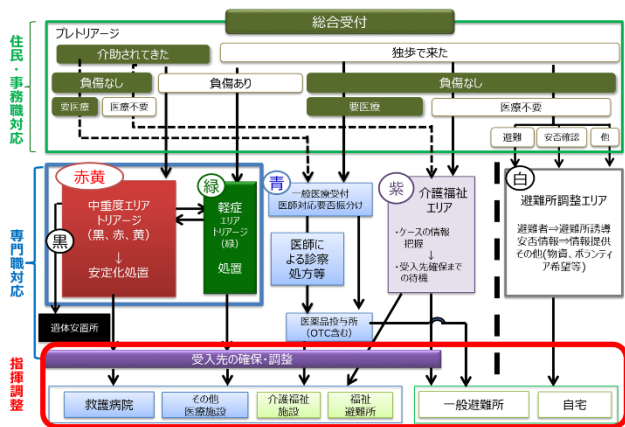 総合受付
住民・事務職対応
プレトリアージ
介助されてきた
独歩で来た
負傷なし
負傷あり
負傷なし
要医療
医療不要
要医療
医療不要
避難
安否確認
他
専門職対応
赤黄
中重度エリア
トリアージ
(黒、赤、黄)
↓
安定化処置
黒
遺体安置所
緑
軽症
エリア
トリアージ
(緑)
処置
青
一般医療受付
医師対応要否振分け
医師に
よる診察
処方等
医薬品投与所
(OTC含む)
紫
介護福祉
エリア
・ケースの情報
把握
↓
・受入先確保まで
の待機
白
避難所調整エリア
避難者⇒避難所誘導
安否情報⇒情報提供
その他(物資、ボランティ
ア希望等)
指揮調整
受入先の確保・調整
救護病院
その他
医療施設
介護福祉
施設
福祉
避難所
一般避難所
自宅